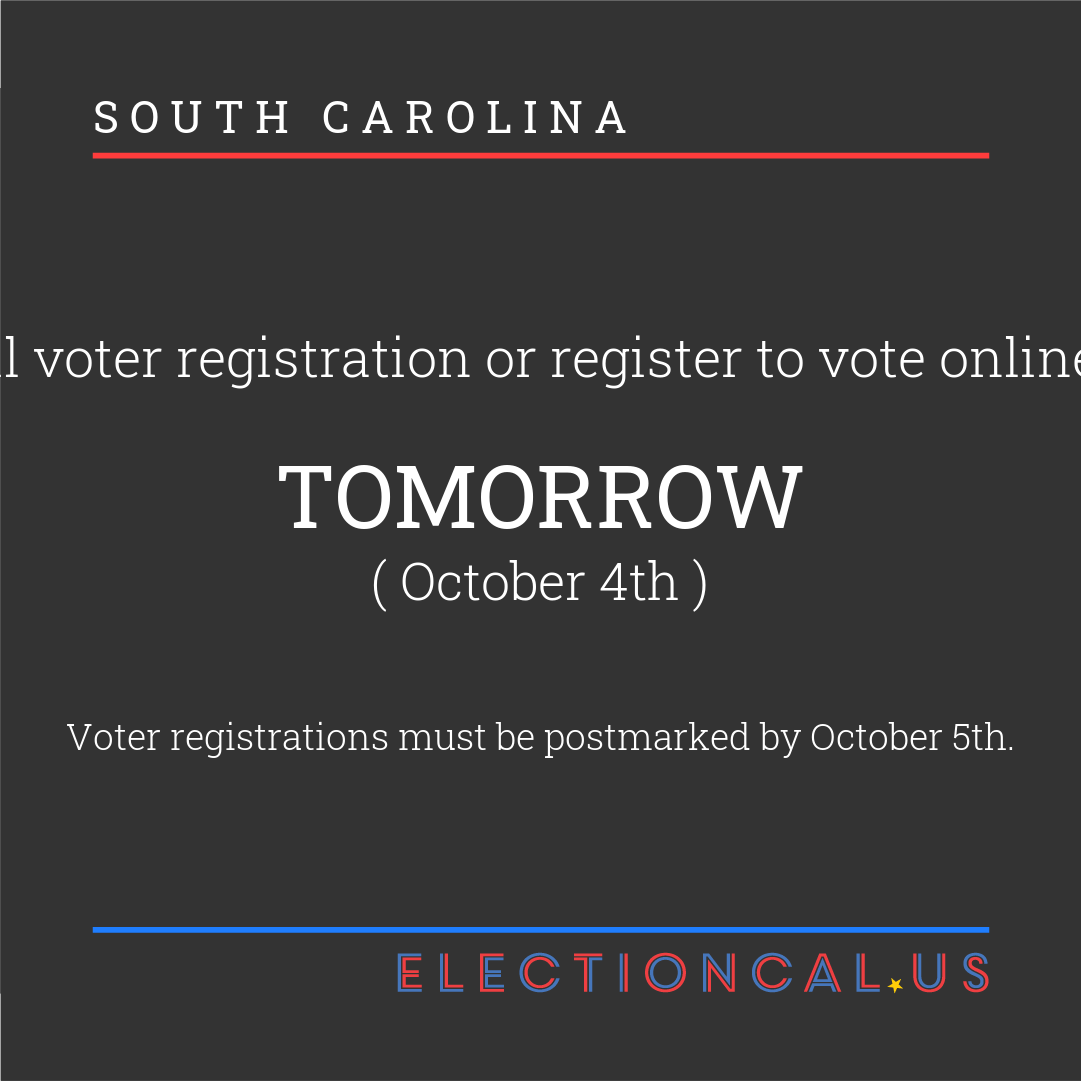 SOUTH CAROLINA
l voter registration or register to vote online
TOMORROW
( October 4th )
Voter registrations must be postmarked by October 5th.
ELECTIONCAL.US